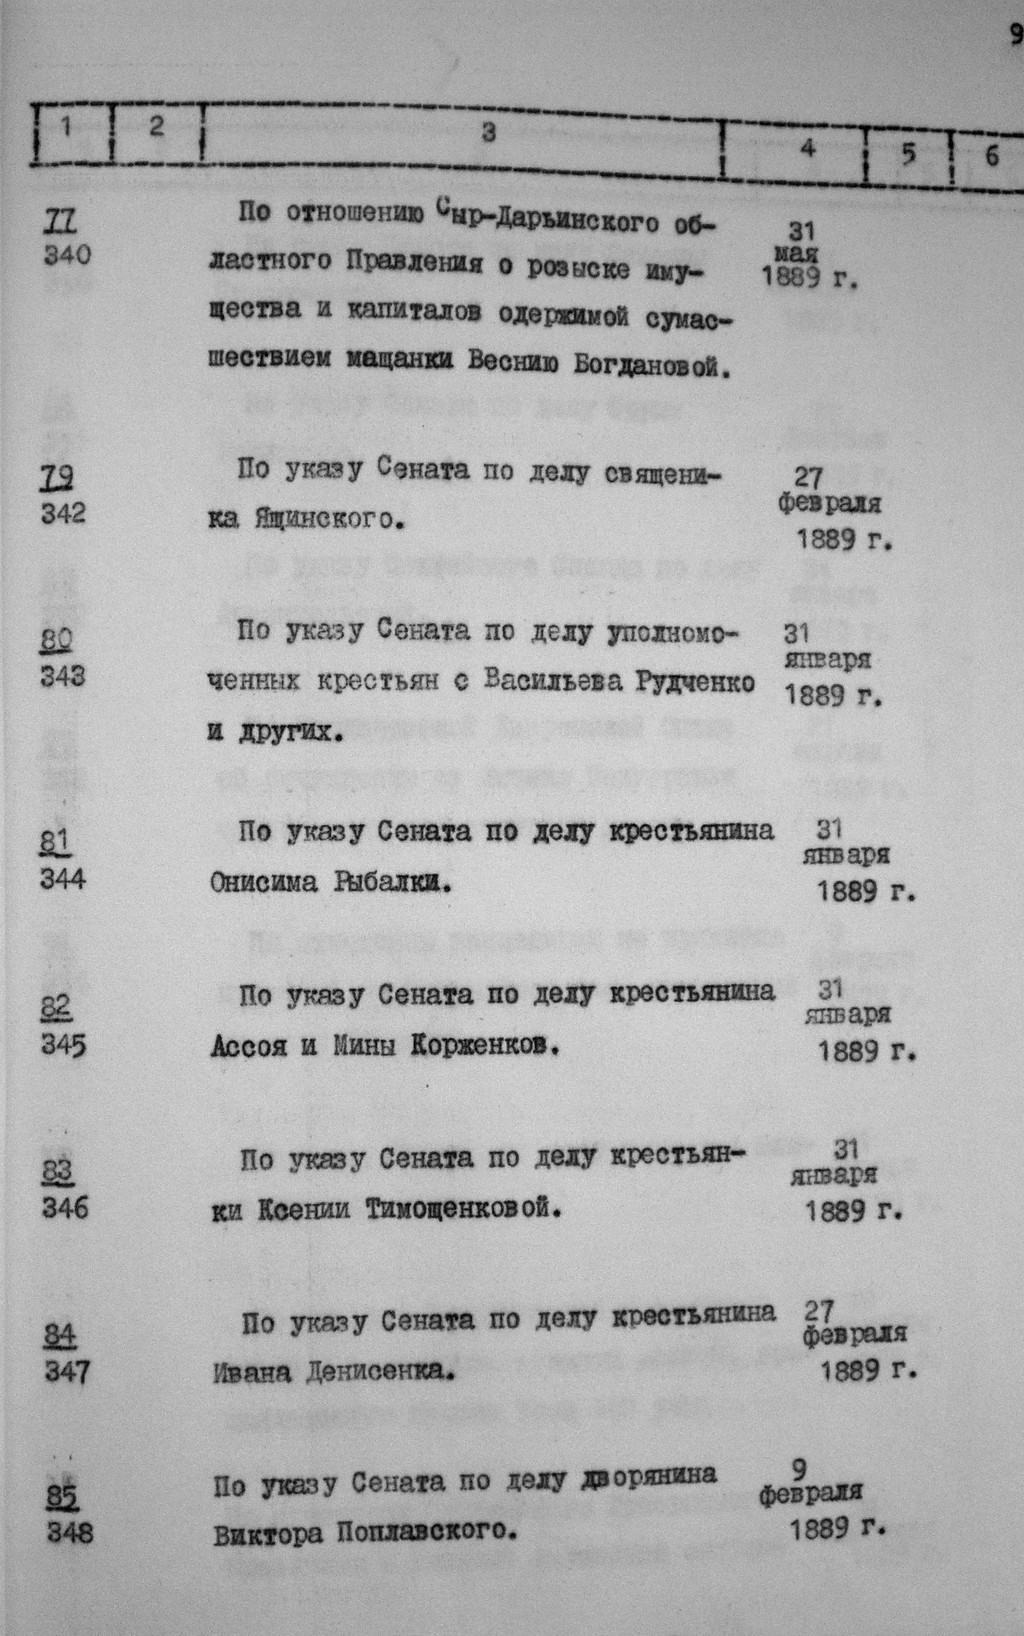 9
1 2 3 4 5 6
77 По отношению Сыр-Дарьинского об- 31
340 ластного Правления о розыске иму- мая
щества и капиталов одержимой сумас- 1889 г.
шествием мащанки Веснию Богдановой.
79 По указу Сената по делу священи- 27
342 ка Ящинского. февраля
1889 г.
80 По указу Сената по делу уполномо- 31
343 ченных крестьян с Васильева Рудченко января
и других. 1889 г.
81 По указу Сената по делу крестьянина 31
344 Онисима Рыбалки. января
1889 г.
82 По указу Сената по делу крестьянина 31
345 Ассоя и Мины Корженков. января
1889 г.
83 По указу Сената по делу крестьян- 31
346 ки Ксении Тимощенковой. января
1889 г.
84 По указу Сената по делу крестьянина 27
347 Ивана Денисенка. февраля
1889 г.
85 По указу Сената по делу дворянина 9
348 Виктора Поплавского. февраля
1889 г.